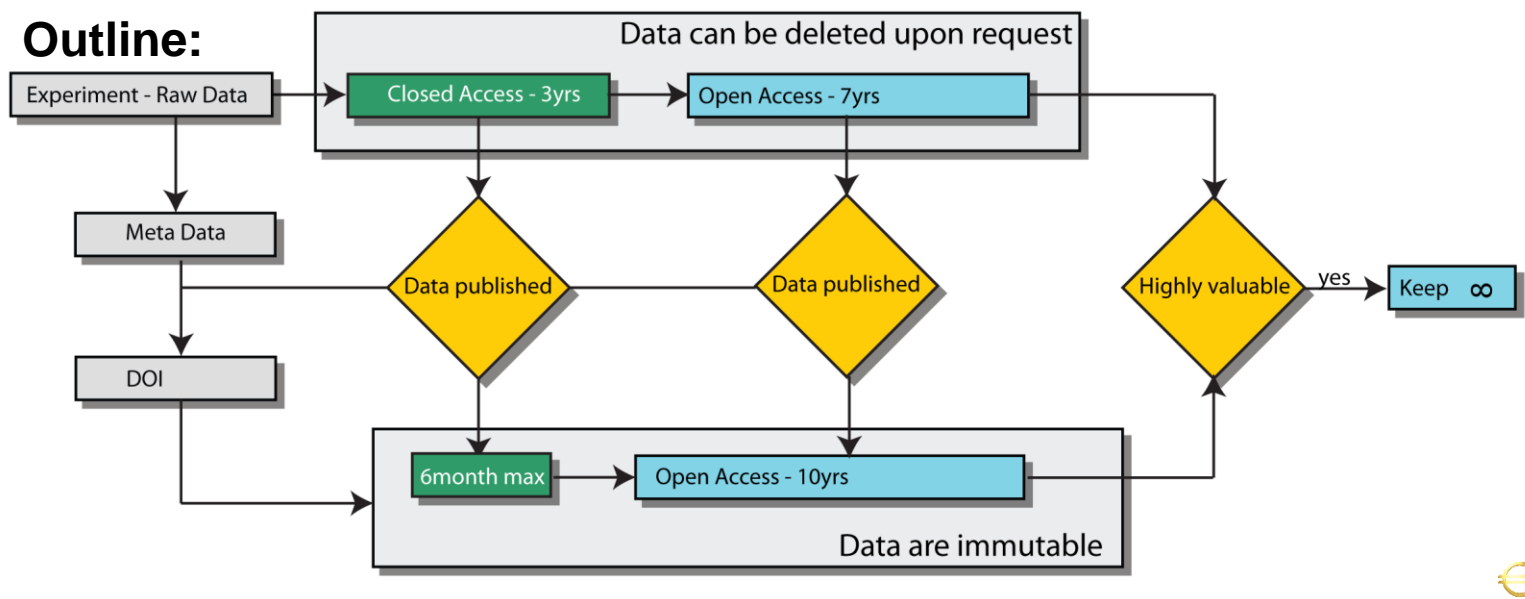 Outline:
Data can be deleted upon request
Experiment - Raw Data
Closed Access - 3yrs
Open Access - 7yrs
Meta Data
Data published
Data published
Highly valuable
yes
Keep ∞
DOI
6month max
Open Access - 10yrs
Data are immutable